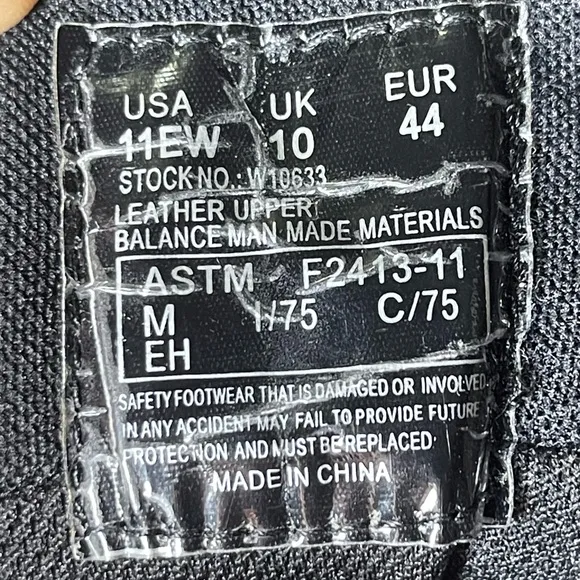 USA UK EUR
11EW 10 44
STOCK NO.: W10633
LEATHER UPPER
BALANCE MAN MADE MATERIALS
ASTM F2413-11
M I/75 C/75
EH
SAFETY FOOTWEAR THAT IS DAMAGED OR INVOLVED
IN ANY ACCIDENT MAY FAIL TO PROVIDE FUTURE
PROTECTION AND MUST BE REPLACED
MADE IN CHINA